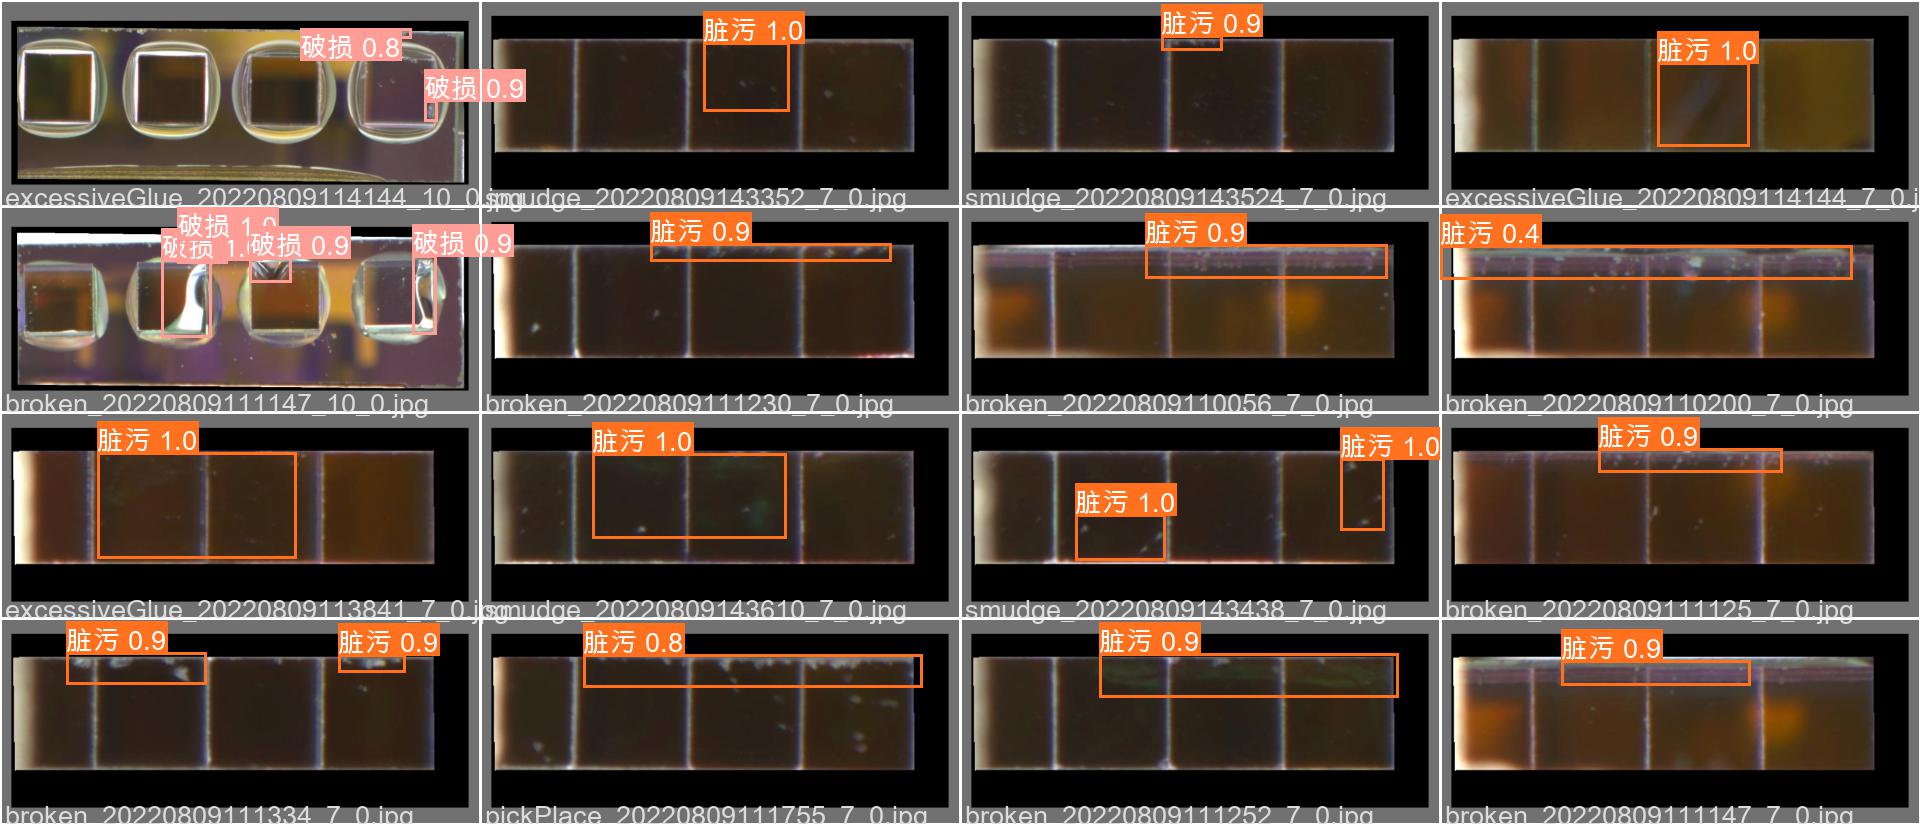 破损 0.8
破损 0.9
excessiveGlue_20220809114144_10_0.jpg
脏污 1.0
smudge_20220809143352_7_0.jpg
脏污 0.9
smudge_20220809143524_7_0.jpg
脏污 1.0
excessiveGlue_20220809114144_7_0.j
破损 1.0
破损 1.
破损 0.9
破损 0.9
broken_20220809111147_10_0.jpg
脏污 0.9
broken_20220809111230_7_0.jpg
脏污 0.9
broken_20220809110056_7_0.jpg
脏污 0.4
broken_20220809110200_7_0.jpg
脏污 1.0
excessiveGlue_20220809113841_7_0.jpg
脏污 1.0
smudge_20220809143610_7_0.jpg
脏污 1.0
脏污 1.0
smudge_20220809143438_7_0.jpg
脏污 0.9
broken_20220809111125_7_0.jpg
脏污 0.9
脏污 0.9
broken_20220809111334_7_0.jpg
脏污 0.8
pickPlace_20220809111755_7_0.jpg
脏污 0.9
broken_20220809111252_7_0.jpg
脏污 0.9
broken_20220809111147_7_0.jpg